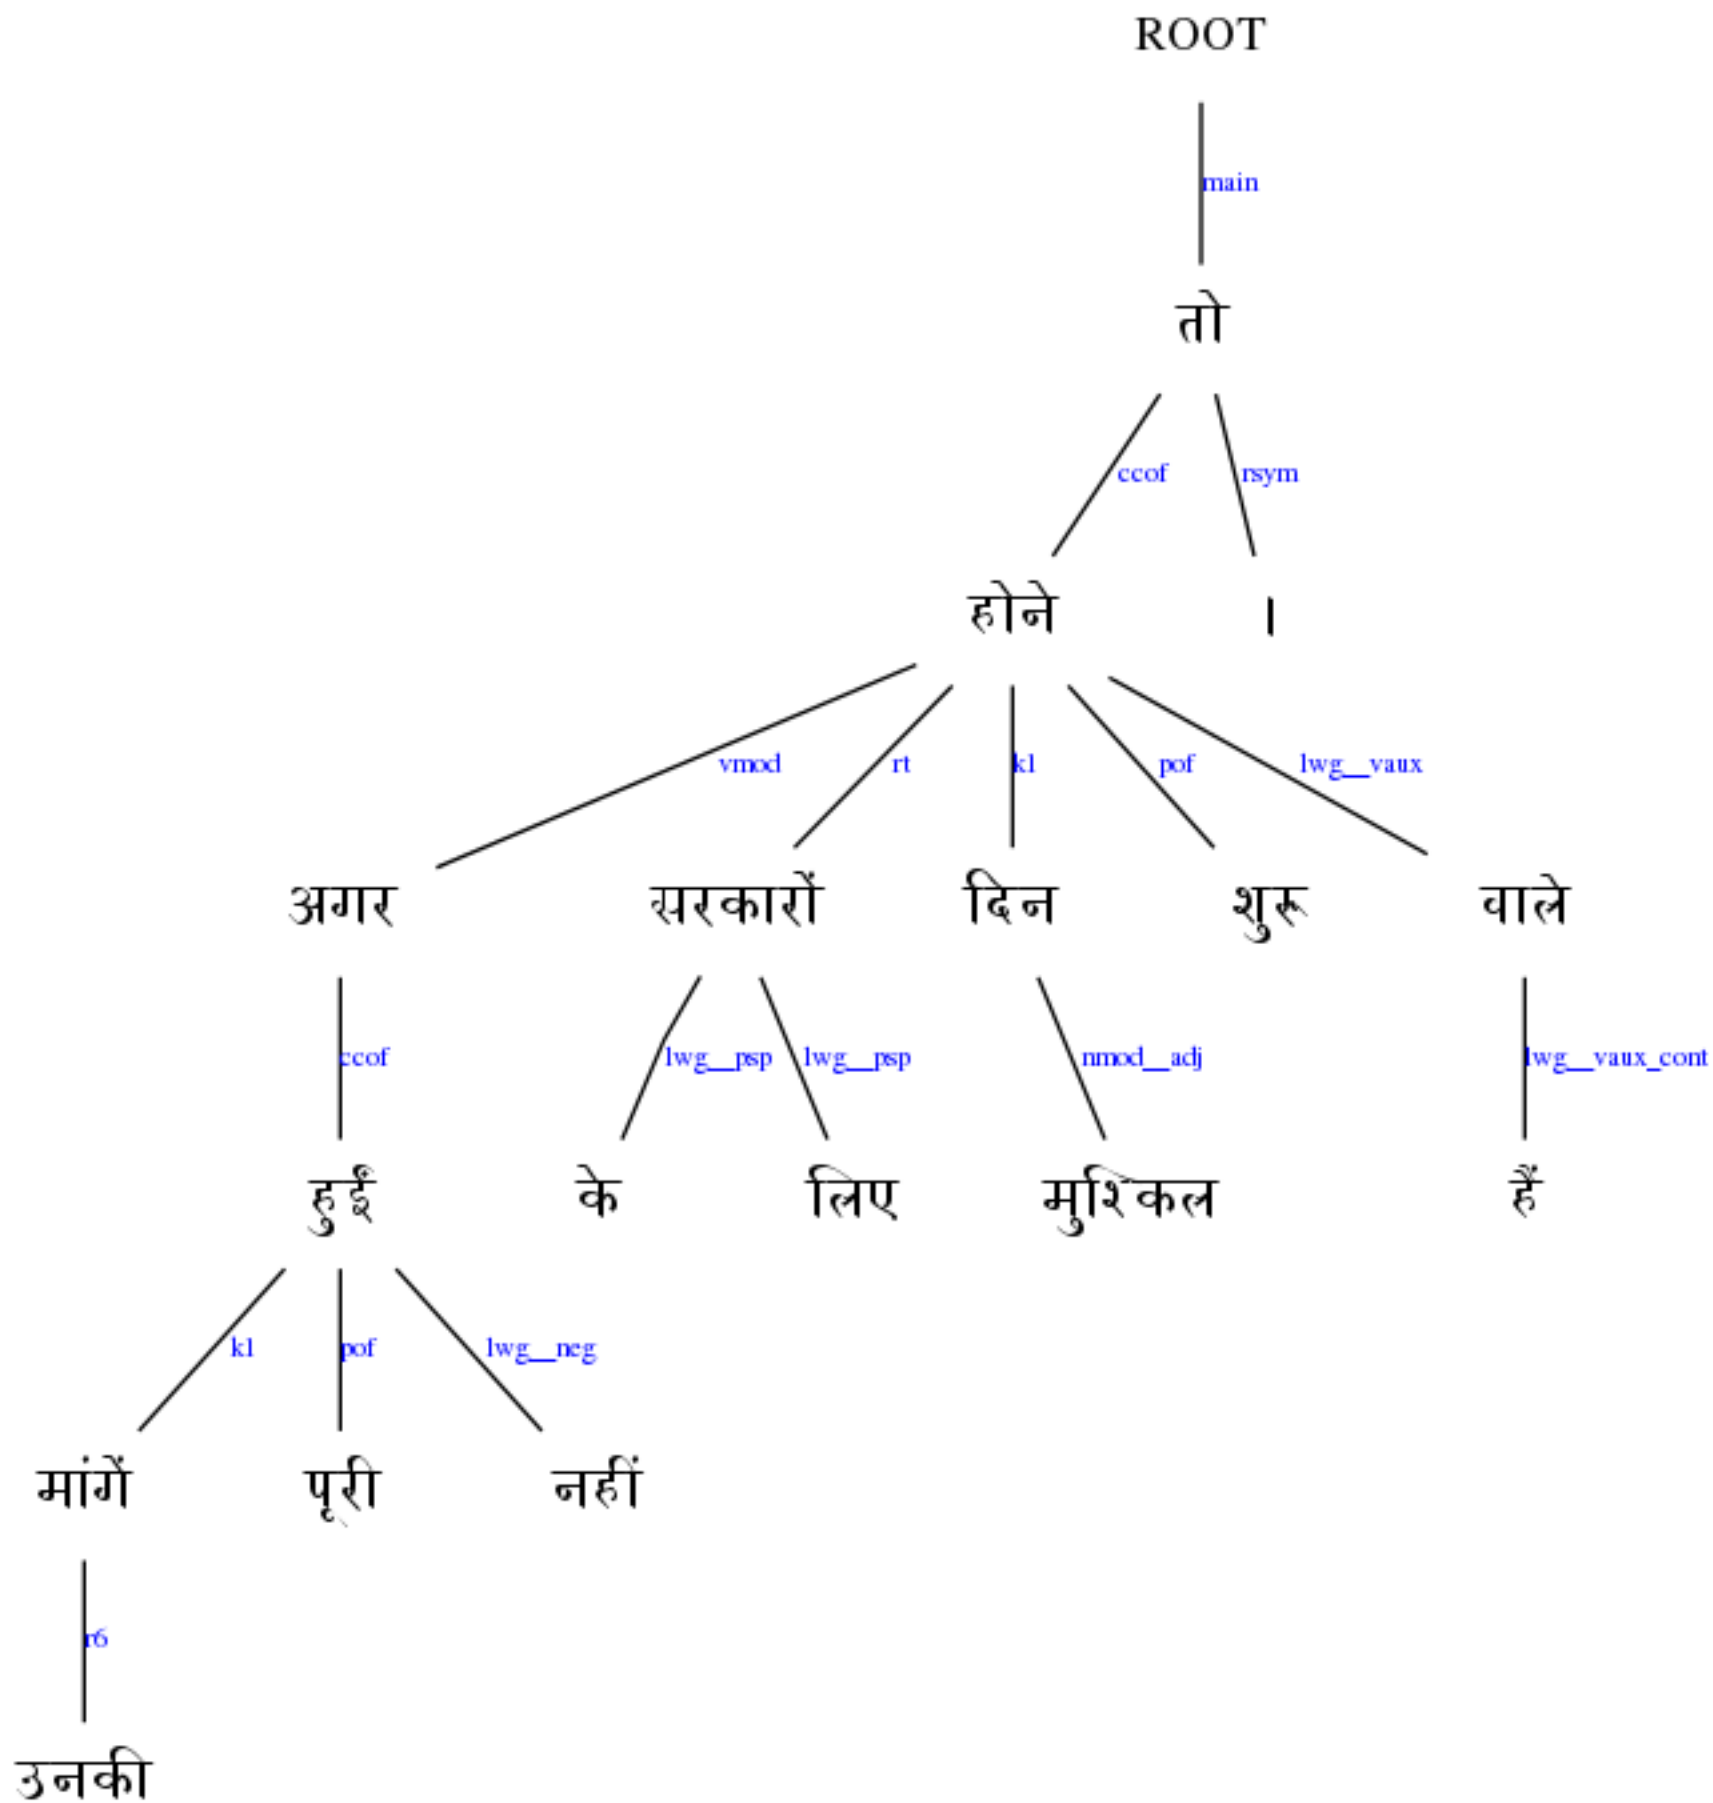 ROOT
main
तो
ccof rsym
होने ।
vmod rt k1 pof lwg__vaux
अगर सरकारों दिन शुरू वाले
ccof lwg__psp lwg__psp nmod__adj lwg__vaux_cont
हुईं के लिए मुश्किल हैं
k1 pof lwg__neg
मांगें पूरी नहीं
r6
उनकी